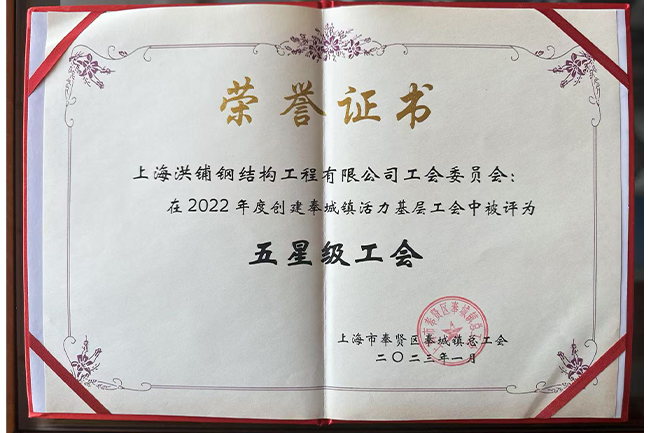 荣誉证书
上海洪铺钢结构工程有限公司工会委员会：
在2022年度创建奉城镇活力基层工会中被评为
五星级工会
上海市奉贤区奉城镇总工会
二〇二三年一月